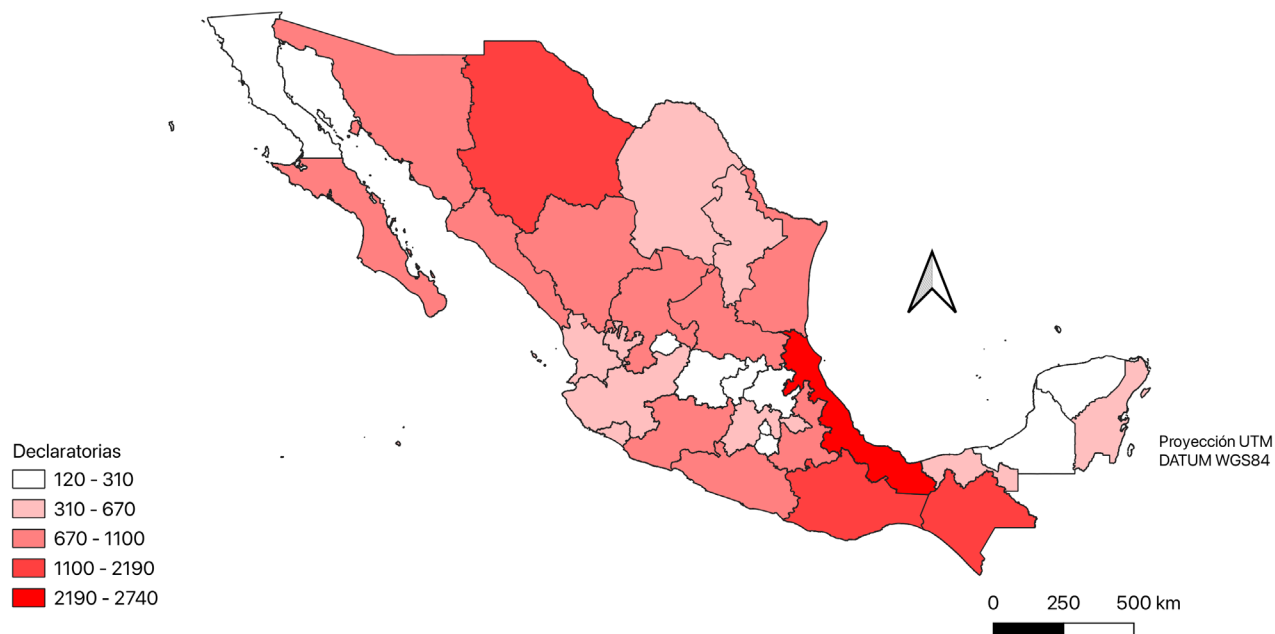 Proyección UTM
DATUM WGS84
Declaratorias
120 - 310
310 - 670
670 - 1100
1100 - 2190
2190 - 2740
0 250 500 km